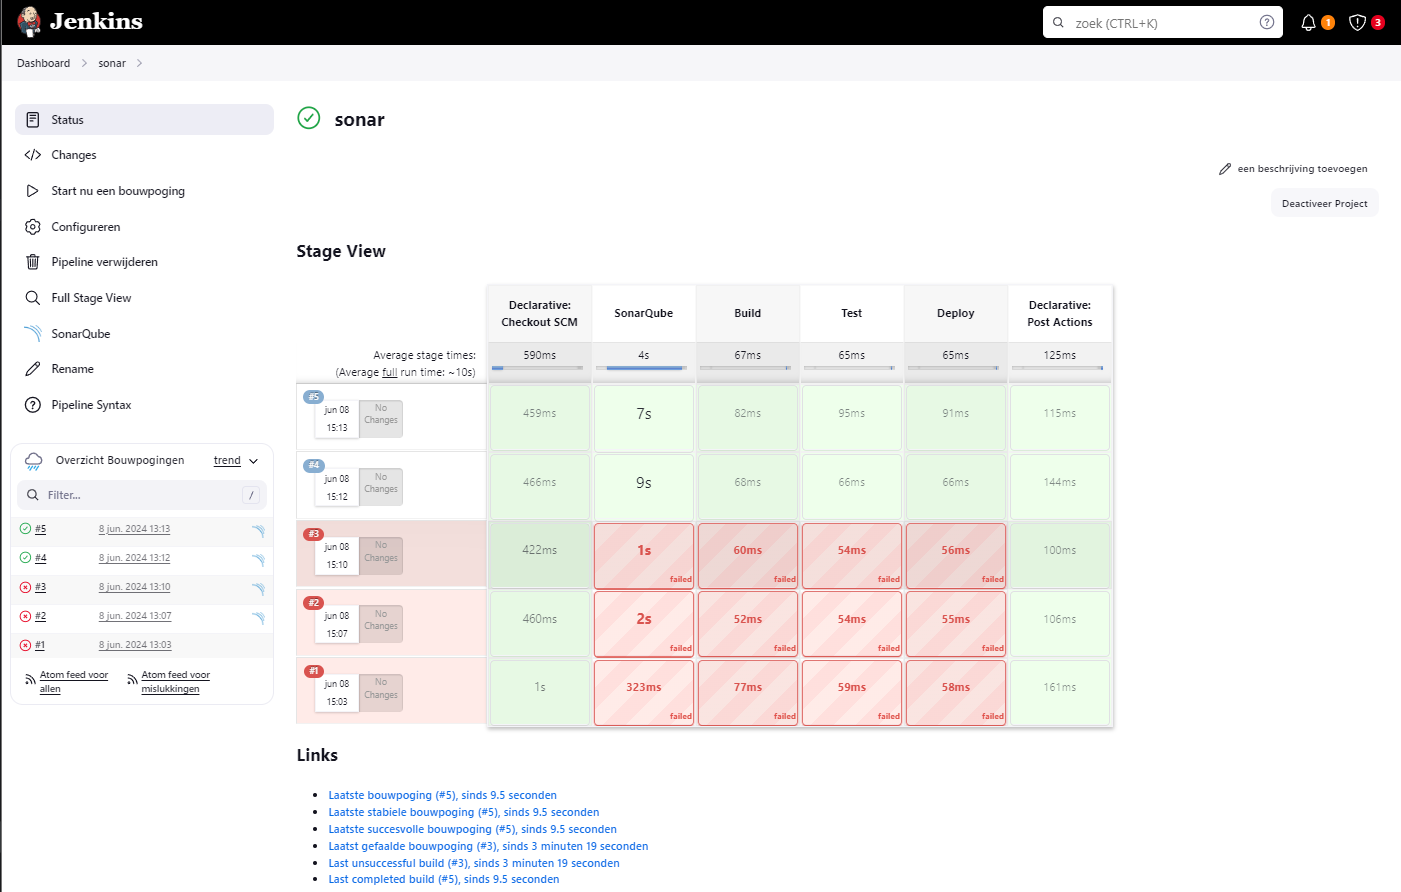 Jenkins
zoek (CTRL+K)
1
3
Dashboard
sonar
Status
Changes
Start nu een bouwpoging
Configureren
Pipeline verwijderen
Full Stage View
SonarQube
Rename
Pipeline Syntax
Overzicht Bouwpogingen
trend
Filter...
/
#5 8 jun. 2024 13:13
#4 8 jun. 2024 13:12
#3 8 jun. 2024 13:10
#2 8 jun. 2024 13:07
#1 8 jun. 2024 13:03
Atom feed voor
allen
Atom feed voor
mislukkingen
sonar
een beschrijving toevoegen
Deactiveer Project
Stage View
Declarative:
Checkout SCM
SonarQube
Build
Test
Deploy
Declarative:
Post Actions
Average stage times:
(Average full run time: ~10s)
590ms 4s 67ms 65ms 65ms 125ms
#5
jun 08
15:13
No
Changes
459ms 7s 82ms 95ms 91ms 115ms
#4
jun 08
15:12
No
Changes
466ms 9s 68ms 66ms 66ms 144ms
#3
jun 08
15:10
No
Changes
422ms 1s 60ms 54ms 56ms 100ms
failed failed failed failed
#2
jun 08
15:07
No
Changes
460ms 2s 52ms 54ms 55ms 106ms
failed failed failed failed
#1
jun 08
15:03
No
Changes
1s 323ms 77ms 59ms 58ms 161ms
failed failed failed failed
Links
Laatste bouwpoging (#5), sinds 9.5 seconden
Laatste stabiele bouwpoging (#5), sinds 9.5 seconden
Laatste succesvolle bouwpoging (#5), sinds 9.5 seconden
Laatst gefaalde bouwpoging (#3), sinds 3 minuten 19 seconden
Last unsuccessful build (#3), sinds 3 minuten 19 seconden
Last completed build (#5), sinds 9.5 seconden